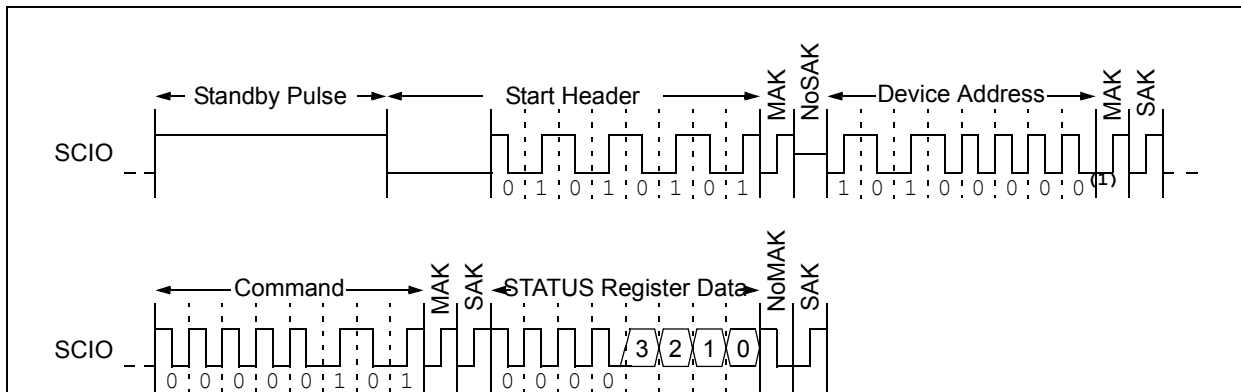 Standby Pulse Start Header MAK NoSAK Device Address MAK SAK
SCIO
0 1 0 1 0 1 0 1 1 0 1 0 0 0 0 0 (1)
Command MAK SAK STATUS Register Data NoMAK SAK
SCIO 3 2 1 0
0 0 0 0 0 1 0 1 0 0 0 0